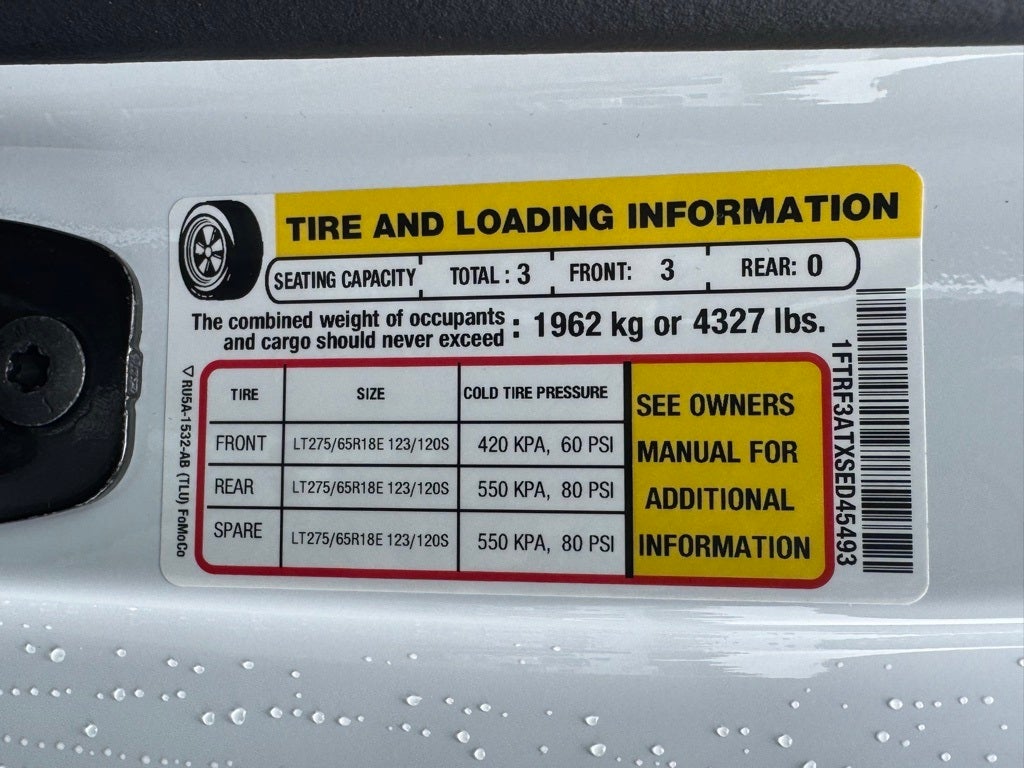 TIRE AND LOADING INFORMATION
SEATING CAPACITY TOTAL : 3 FRONT: 3 REAR: 0
The combined weight of occupants and cargo should never exceed : 1962 kg or 4327 lbs.
TIRE SIZE COLD TIRE PRESSURE
FRONT LT275/65R18E 123/120S 420 KPA, 60 PSI
REAR LT275/65R18E 123/120S 550 KPA, 80 PSI
SPARE LT275/65R18E 123/120S 550 KPA, 80 PSI
SEE OWNERS
MANUAL FOR
ADDITIONAL
INFORMATION
1FTRF3ATXSED45493
RU5A-1532-AB (TLU) FoMoCo